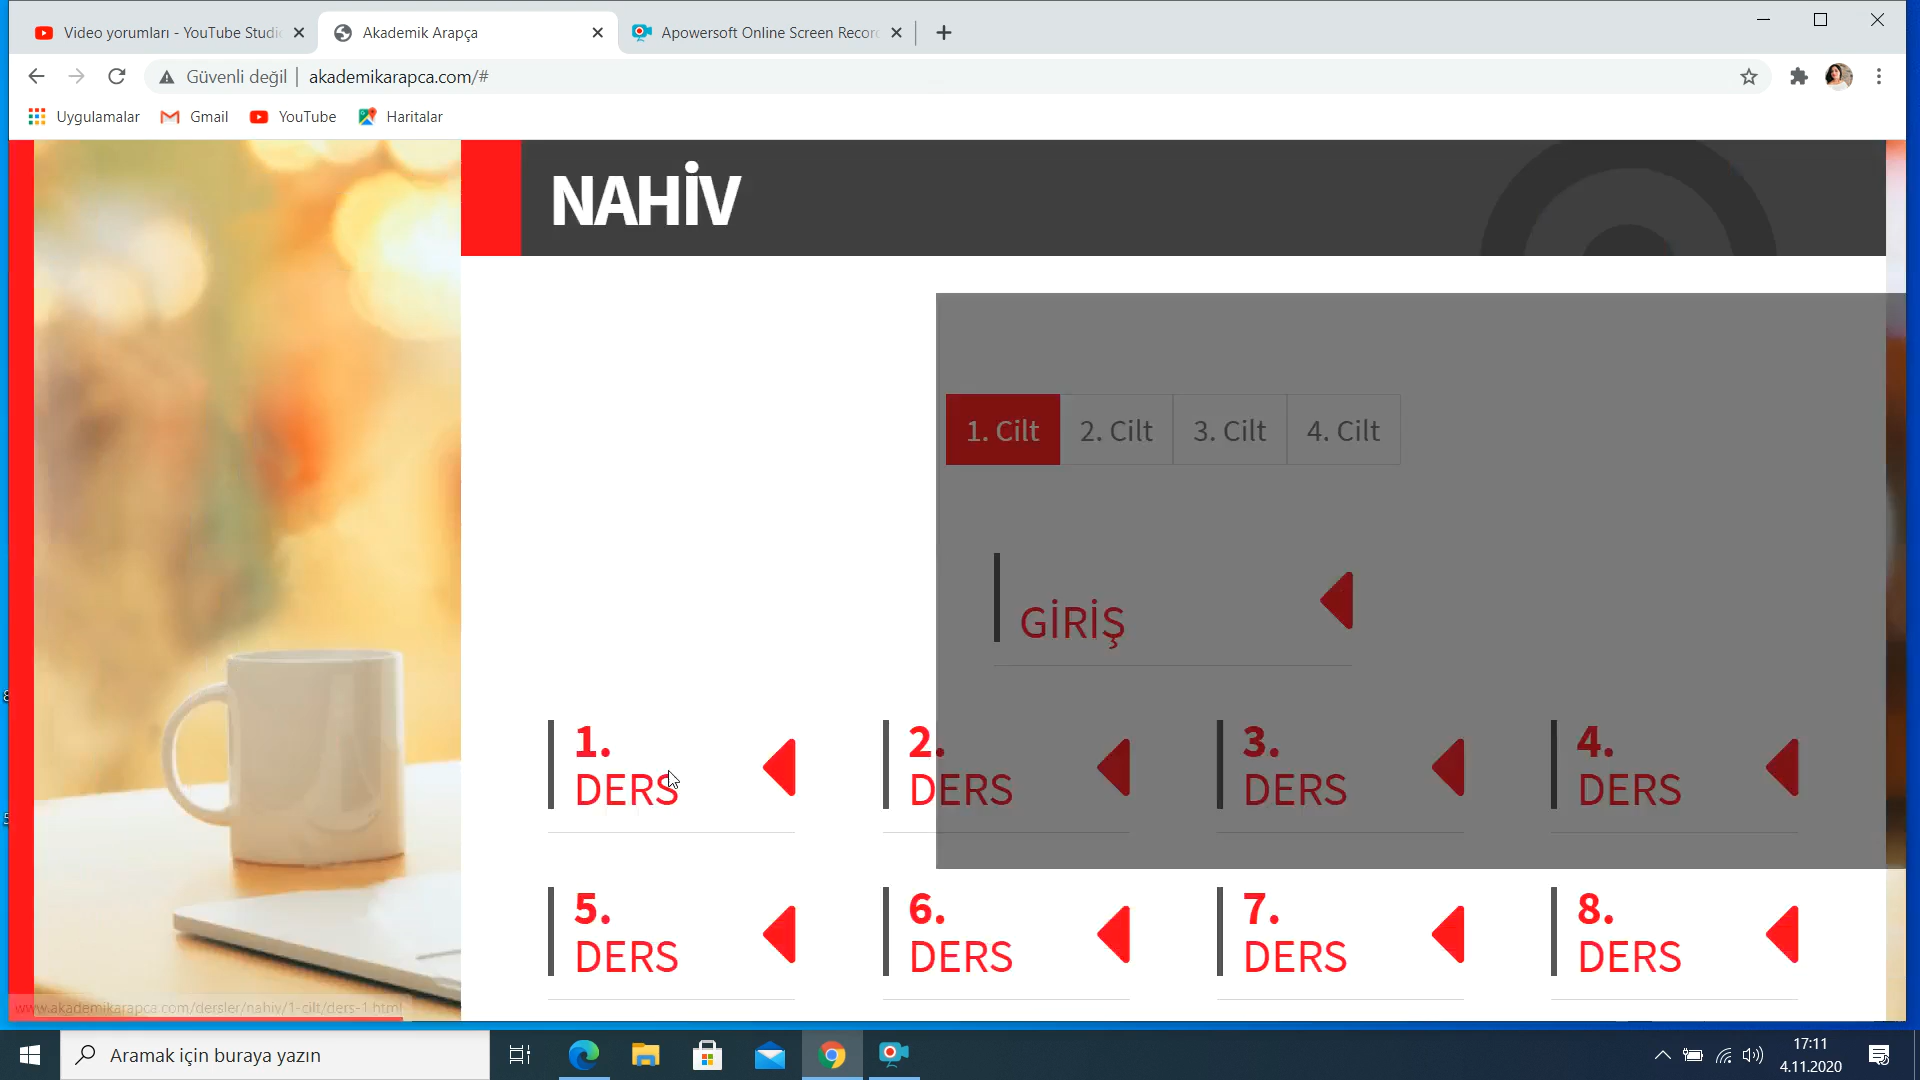 Video yorumları - YouTube Studio
Akademik Arapça
Apowersoft Online Screen Recor
Güvenli değil
akademikarapca.com/#
Uygulamalar
Gmail
YouTube
Haritalar
NAHİV
1. Cilt
2. Cilt
3. Cilt
4. Cilt
GİRİŞ
1.
DERS
2.
DERS
3.
DERS
4.
DERS
5.
DERS
6.
DERS
7.
DERS
8.
DERS
www.akademikarapca.com/dersler/nahiv/1-cilt/ders-1.html
Aramak için buraya yazın
17:11
4.11.2020